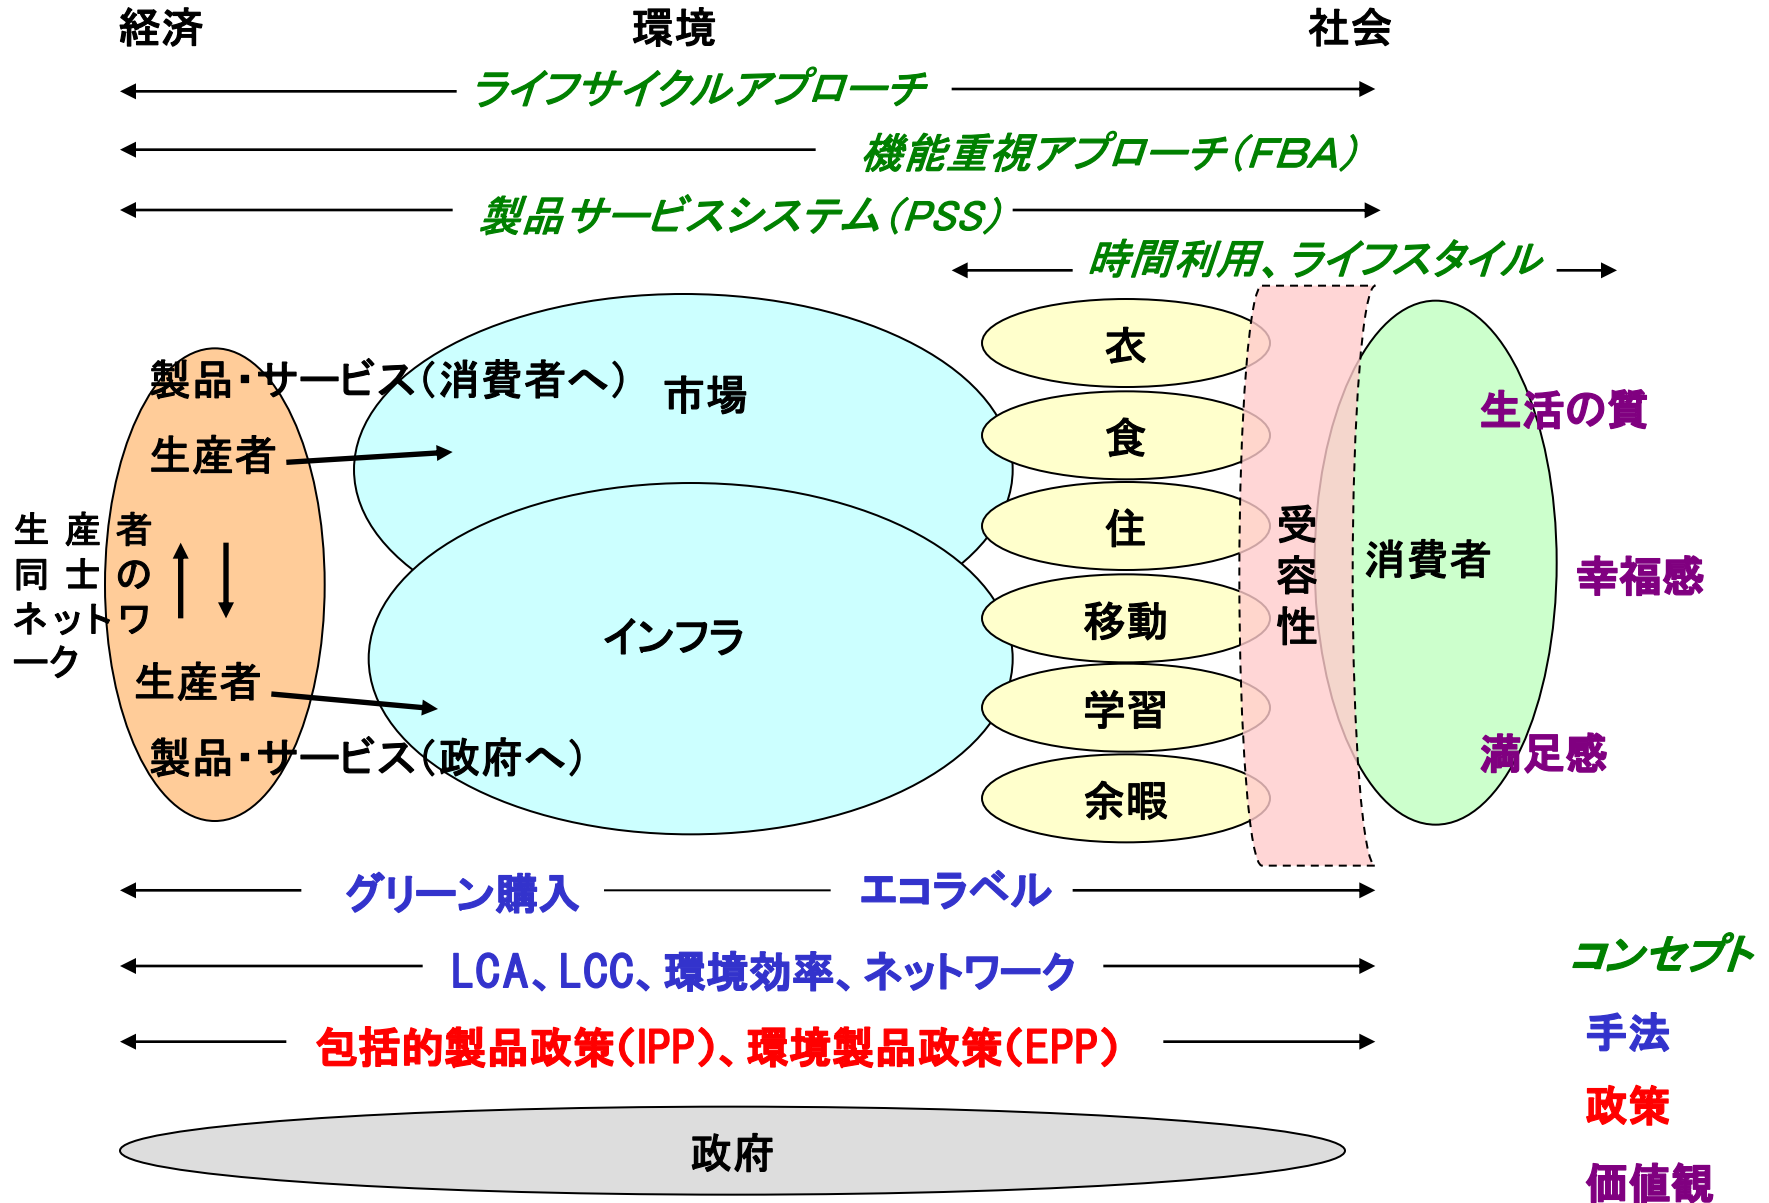 経済
環境
社会
ライフサイクルアプローチ
機能重視アプローチ（FBA）
製品サービスシステム（PSS）
時間利用、ライフスタイル
製品・サービス（消費者へ）
市場
生産者
生産者
同士の
ネットワ
ーク
生産者
製品・サービス（政府へ）
インフラ
衣
食
住
移動
学習
余暇
受
容
性
消費者
生活の質
幸福感
満足感
グリーン購入
エコラベル
LCA、LCC、環境効率、ネットワーク
包括的製品政策（IPP）、環境製品政策（EPP）
政府
コンセプト
手法
政策
価値観